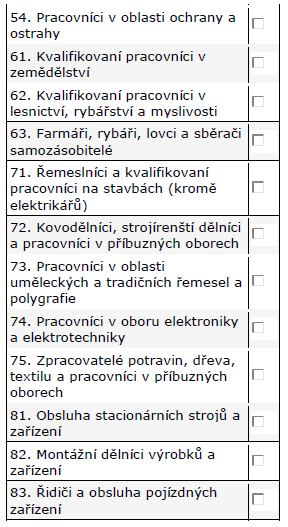 54. Pracovníci v oblasti ochrany a
ostrahy
61. Kvalifikovaní pracovníci v
zemědělství
62. Kvalifikovaní pracovníci v
lesnictví, rybářství a myslivosti
63. Farmáři, rybáři, lovci a sběrači
samozásobitelé
71. Řemeslníci a kvalifikovaní
pracovníci na stavbách (kromě
elektrikářů)
72. Kovodělníci, strojírenští dělníci
a pracovníci v příbuzných oborech
73. Pracovníci v oblasti
uměleckých a tradičních řemesel a
polygrafie
74. Pracovníci v oboru elektroniky
a elektrotechniky
75. Zpracovatelé potravin, dřeva,
textilu a pracovníci v příbuzných
oborech
81. Obsluha stacionárních strojů a
zařízení
82. Montážní dělníci výrobků a
zařízení
83. Řidiči a obsluha pojízdných
zařízení